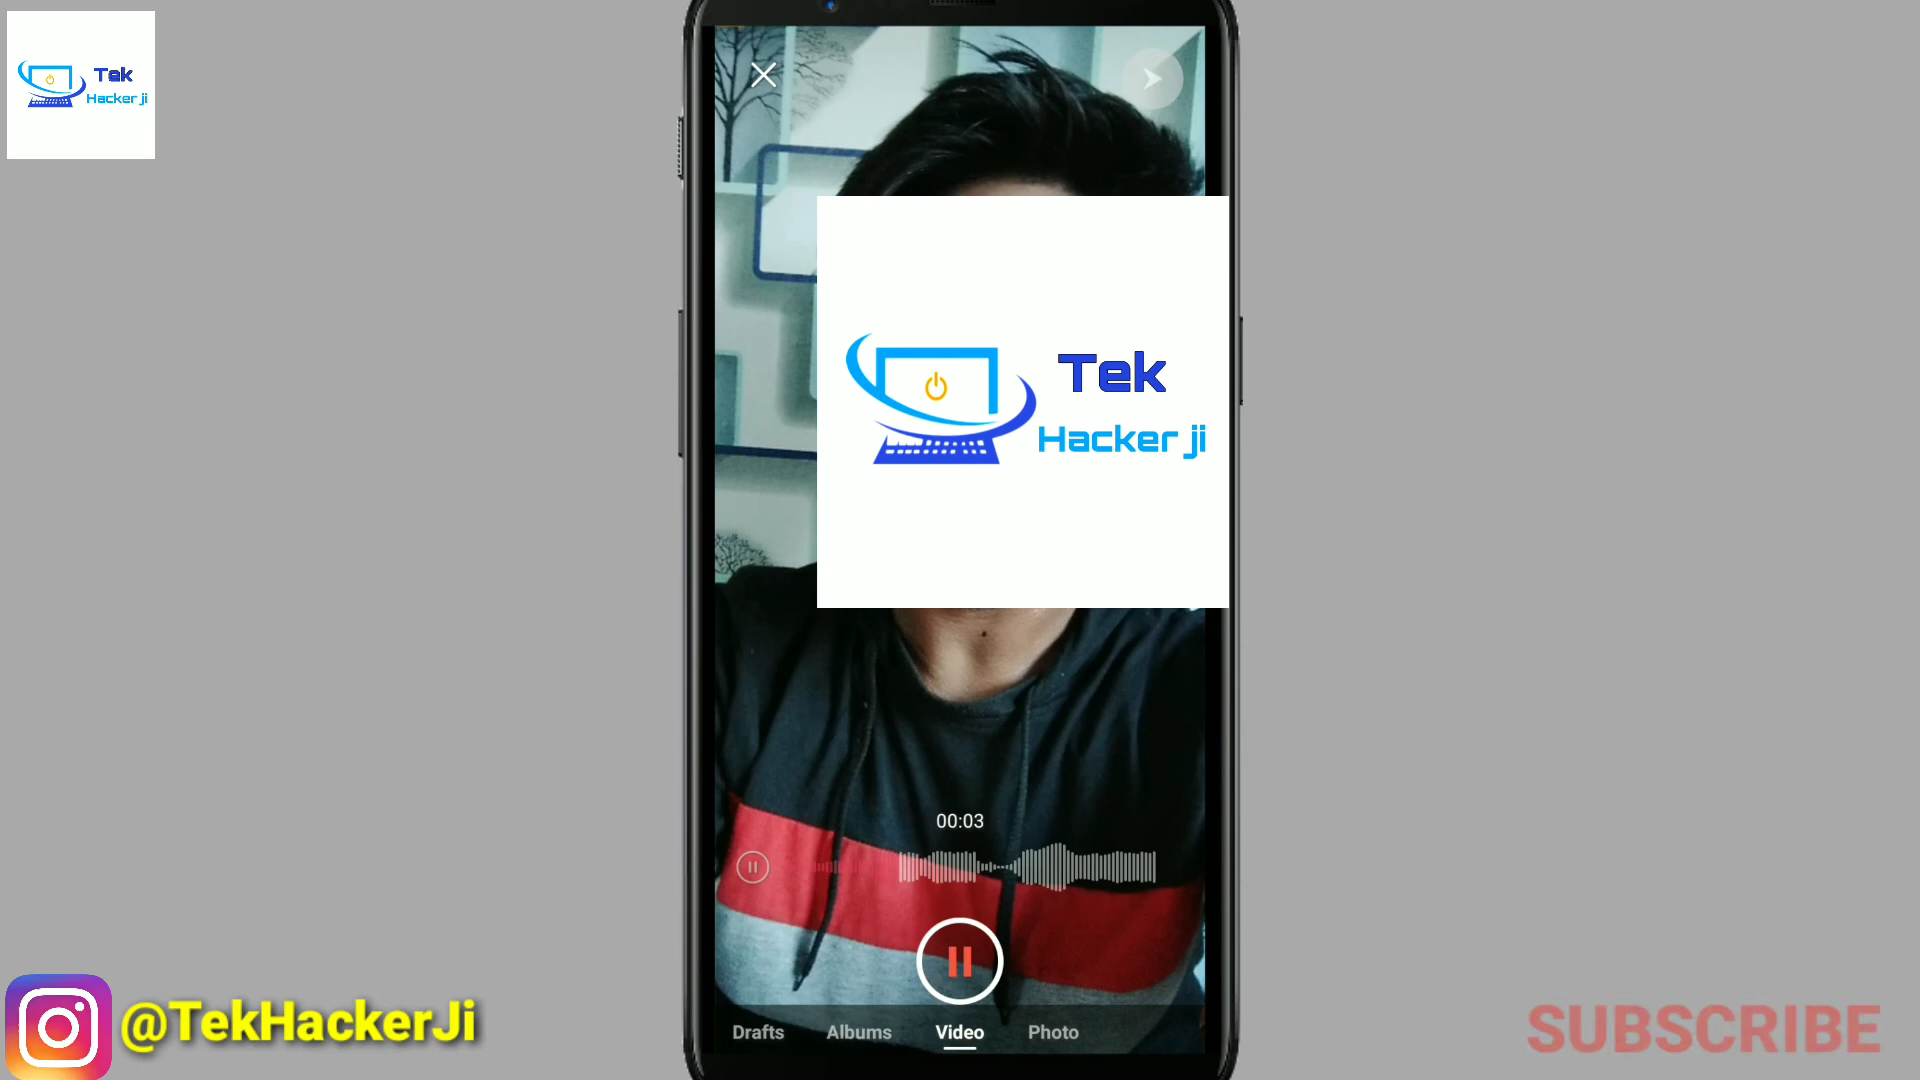 Tek
Hacker ji
Tek
Hacker ji
00:03
Drafts Albums Video Photo
@TekHackerJi
SUBSCRIBE